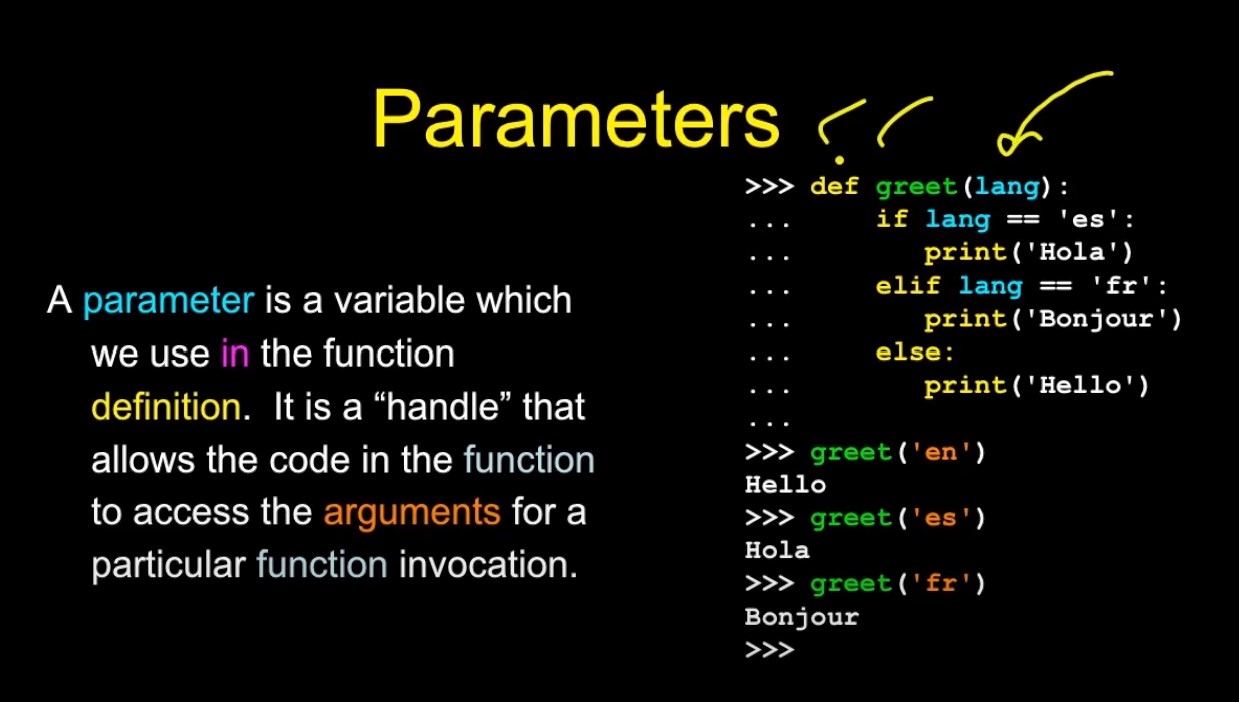 Parameters
A parameter is a variable which
we use in the function
definition. It is a “handle” that
allows the code in the function
to access the arguments for a
particular function invocation.
>>> def greet(lang):
...     if lang == 'es':
...        print('Hola')
...     elif lang == 'fr':
...        print('Bonjour')
...     else:
...        print('Hello')
...
>>> greet('en')
Hello
>>> greet('es')
Hola
>>> greet('fr')
Bonjour
>>>